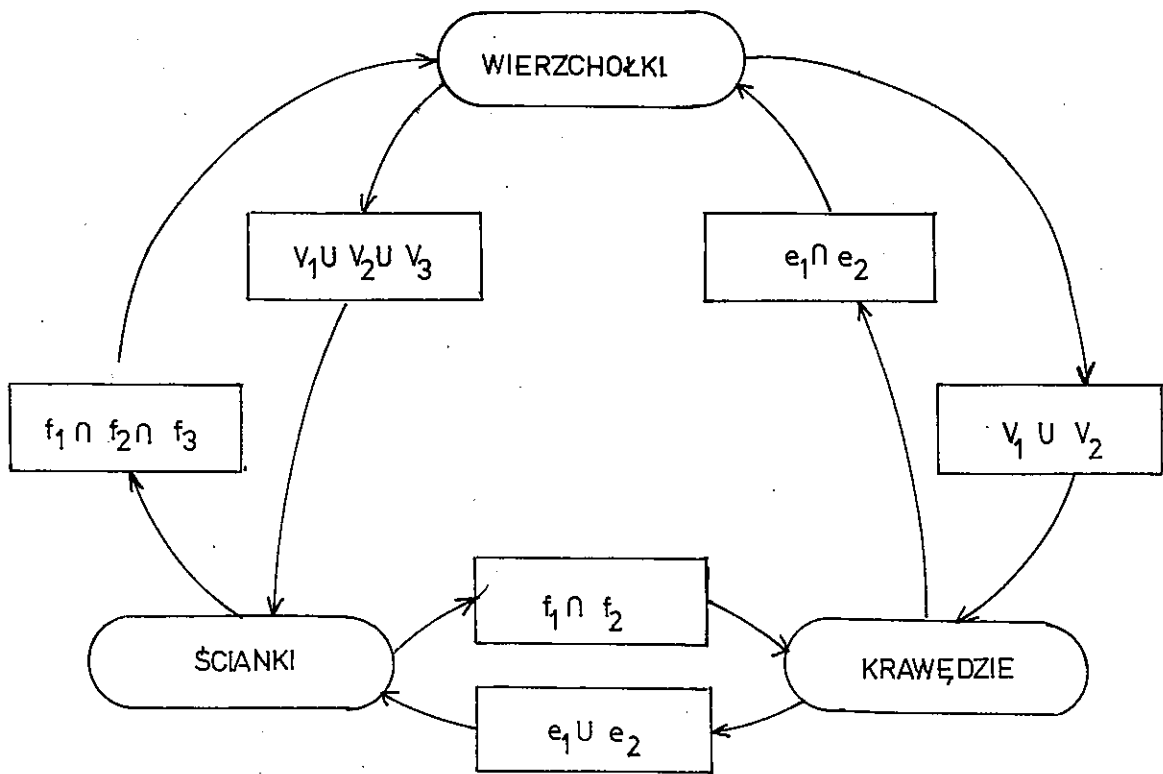 WIERZCHOŁKI
V₁∪ V₂∪ V₃
e₁∩ e₂
f₁∩ f₂∩ f₃
V₁ ∪ V₂
f₁∩ f₂
ŚCIANKI
KRAWĘDZIE
e₁∪ e₂